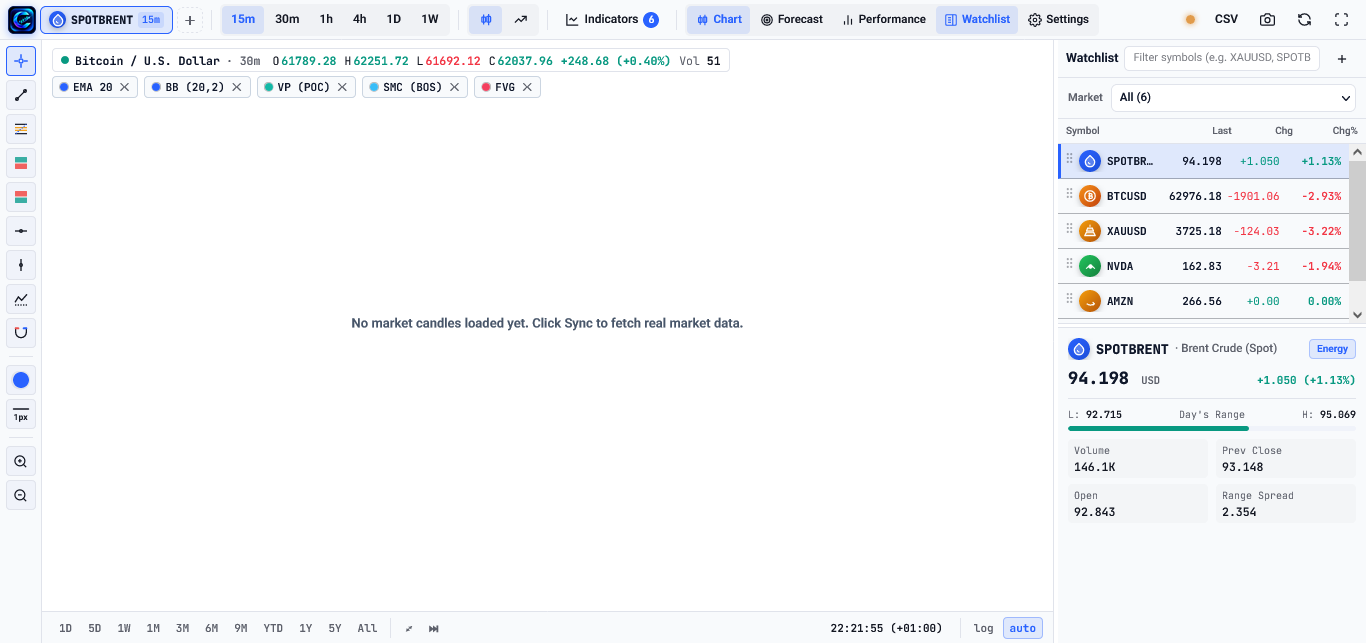 SPOTBRENT 15m + 15m 30m 1h 4h 1D 1W Indicators 6 Chart Forecast Performance Watchlist Settings CSV
Bitcoin / U.S. Dollar · 30m O61789.28 H62251.72 L61692.12 C62037.96 +248.68 (+0.40%) Vol 51
EMA 20 BB (20,2) VP (POC) SMC (BOS) FVG
No market candles loaded yet. Click Sync to fetch real market data.
1px
1D 5D 1W 1M 3M 6M 9M YTD 1Y 5Y All 22:21:55 (+01:00) log auto
Watchlist Filter symbols (e.g. XAUUSD, SPOTB +
Market All (6)
Symbol Last Chg Chg%
SPOTBR… 94.198 +1.050 +1.13%
BTCUSD 62976.18 -1901.06 -2.93%
XAUUSD 3725.18 -124.03 -3.22%
NVDA 162.83 -3.21 -1.94%
AMZN 266.56 +0.00 0.00%
SPOTBRENT · Brent Crude (Spot) Energy
94.198 USD +1.050 (+1.13%)
L: 92.715 Day's Range H: 95.069
Volume Prev Close
146.1K 93.148
Open Range Spread
92.843 2.354